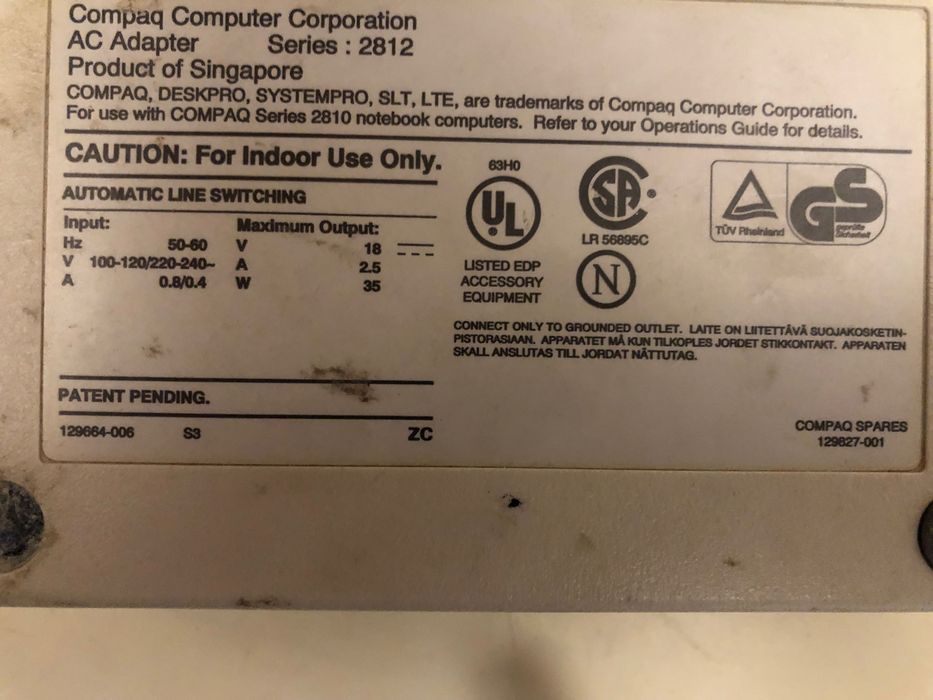 Compaq Computer Corporation
AC Adapter Series : 2812
Product of Singapore
COMPAQ, DESKPRO, SYSTEMPRO, SLT, LTE, are trademarks of Compaq Computer Corporation.
For use with COMPAQ Series 2810 notebook computers. Refer to your Operations Guide for details.
CAUTION: For Indoor Use Only.
AUTOMATIC LINE SWITCHING
Input: Maximum Output:
Hz 50-60 V 18
V 100-120/220-240~ A 2.5
A 0.8/0.4 W 35
63H0
UL
LISTED EDP
ACCESSORY
EQUIPMENT
SA
LR 56895C
N
TÜV Rheinland
GS
geprüfte
Sicherheit
CONNECT ONLY TO GROUNDED OUTLET. LAITE ON LIITETTÄVÄ SUOJAKOSKETIN-
PISTORASIAAN. APPARATET MÅ KUN TILKOPLES JORDET STIKKONTAKT. APPARATEN
SKALL ANSLUTAS TILL JORDAT NÄTTUTAG.
PATENT PENDING.
129664-006 S3 ZC
COMPAQ SPARES
129827-001